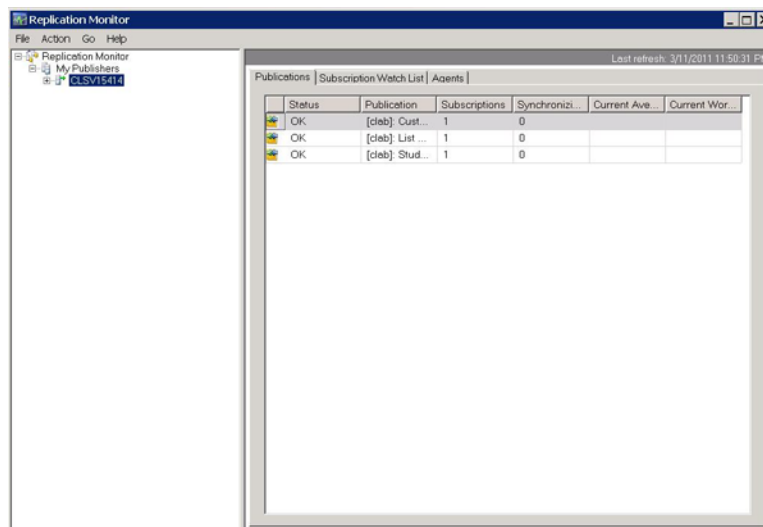 Replication Monitor
File Action Go Help
Replication Monitor
My Publishers
CLSV15414
Last refresh: 3/11/2011 11:50:31
Publications Subscription Watch List Agents
Status Publication Subscriptions Synchronizi... Current Ave... Current Wor...
OK [clab]: Cust... 1 0
OK [clab]: List ... 1 0
OK [clab]: Stud... 1 0